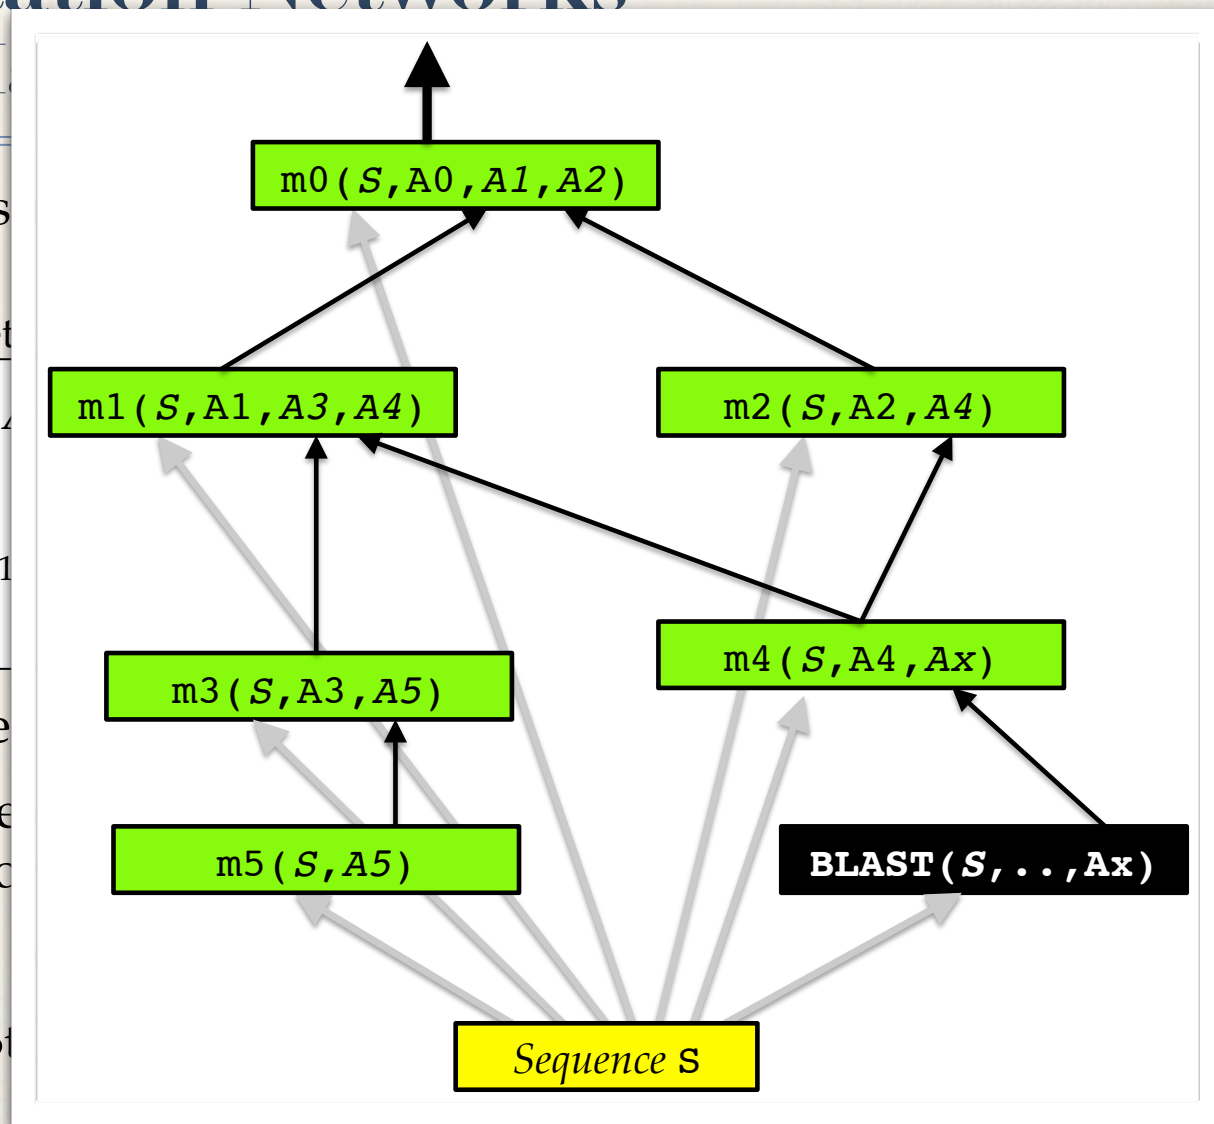 m0(S,A0,A1,A2)
m1(S,A1,A3,A4)
m2(S,A2,A4)
m4(S,A4,Ax)
m3(S,A3,A5)
m5(S,A5)
BLAST(S,..,Ax)
Sequence S